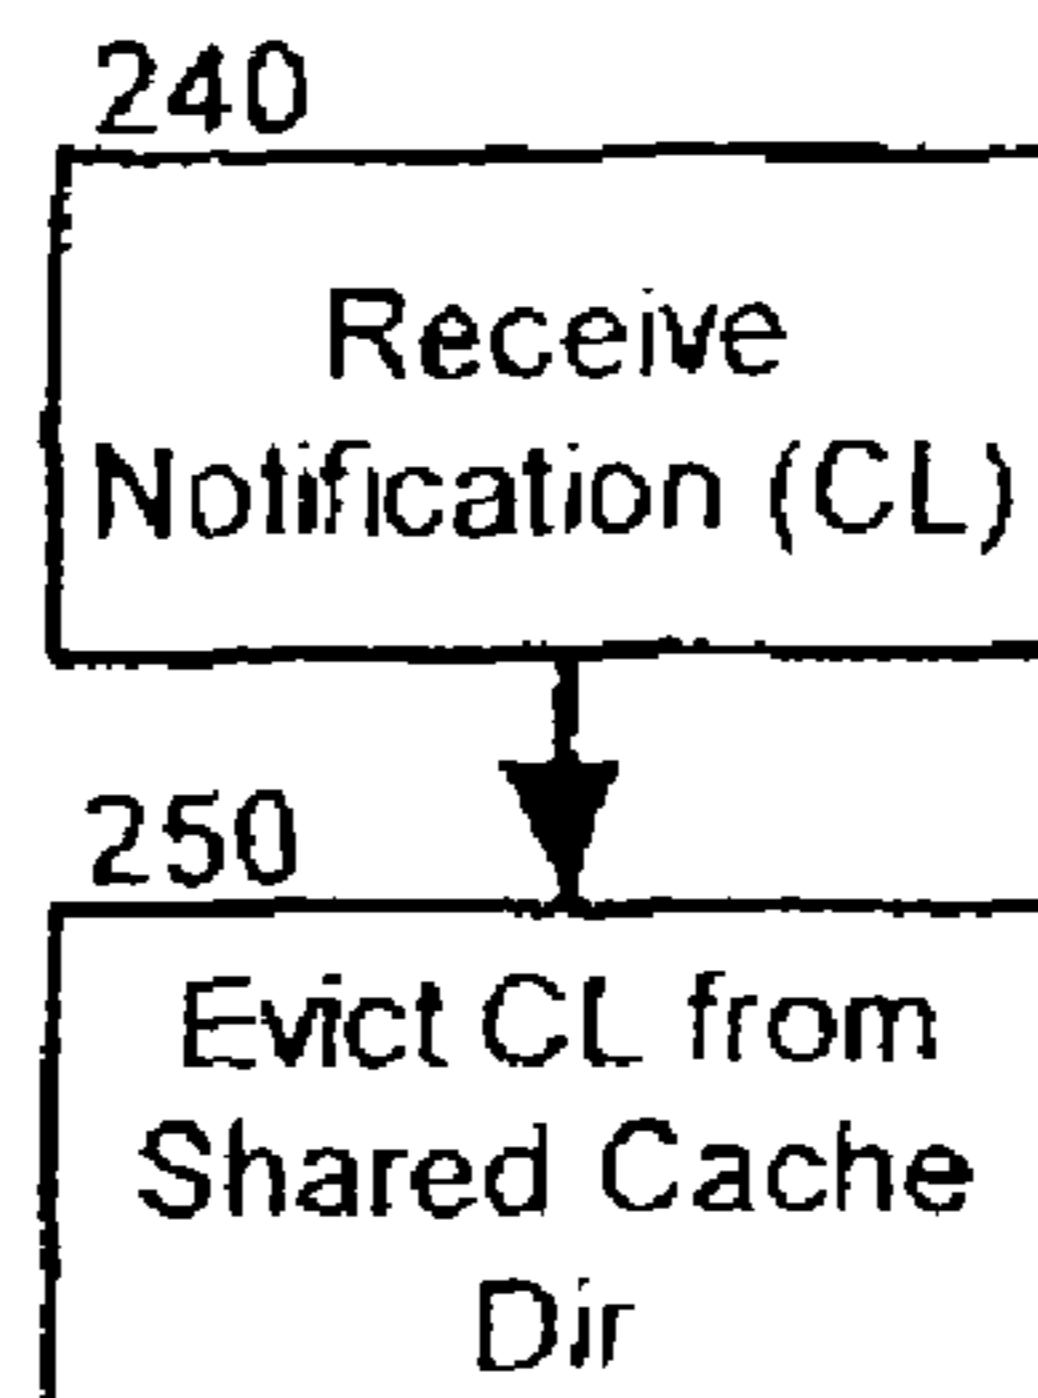 240
Receive
Notification (CL)
250
Evict CL from
Shared Cache
Dir